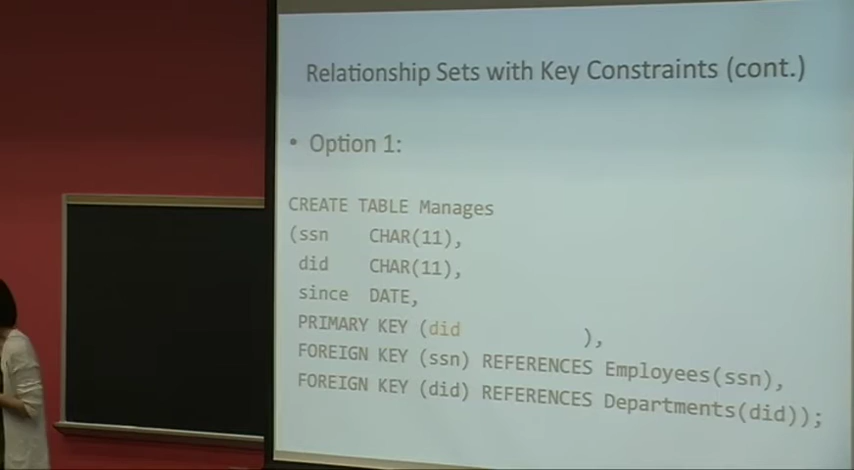 Relationship Sets with Key Constraints (cont.)
• Option 1:
CREATE TABLE Manages
(ssn CHAR(11),
did CHAR(11),
since DATE,
PRIMARY KEY (did ),
FOREIGN KEY (ssn) REFERENCES Employees(ssn),
FOREIGN KEY (did) REFERENCES Departments(did));